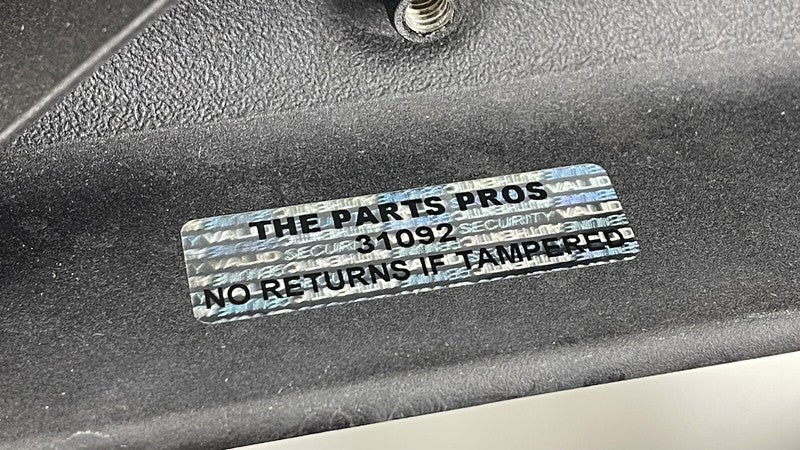 THE PARTS PROS
31092
NO RETURNS IF TAMPERED